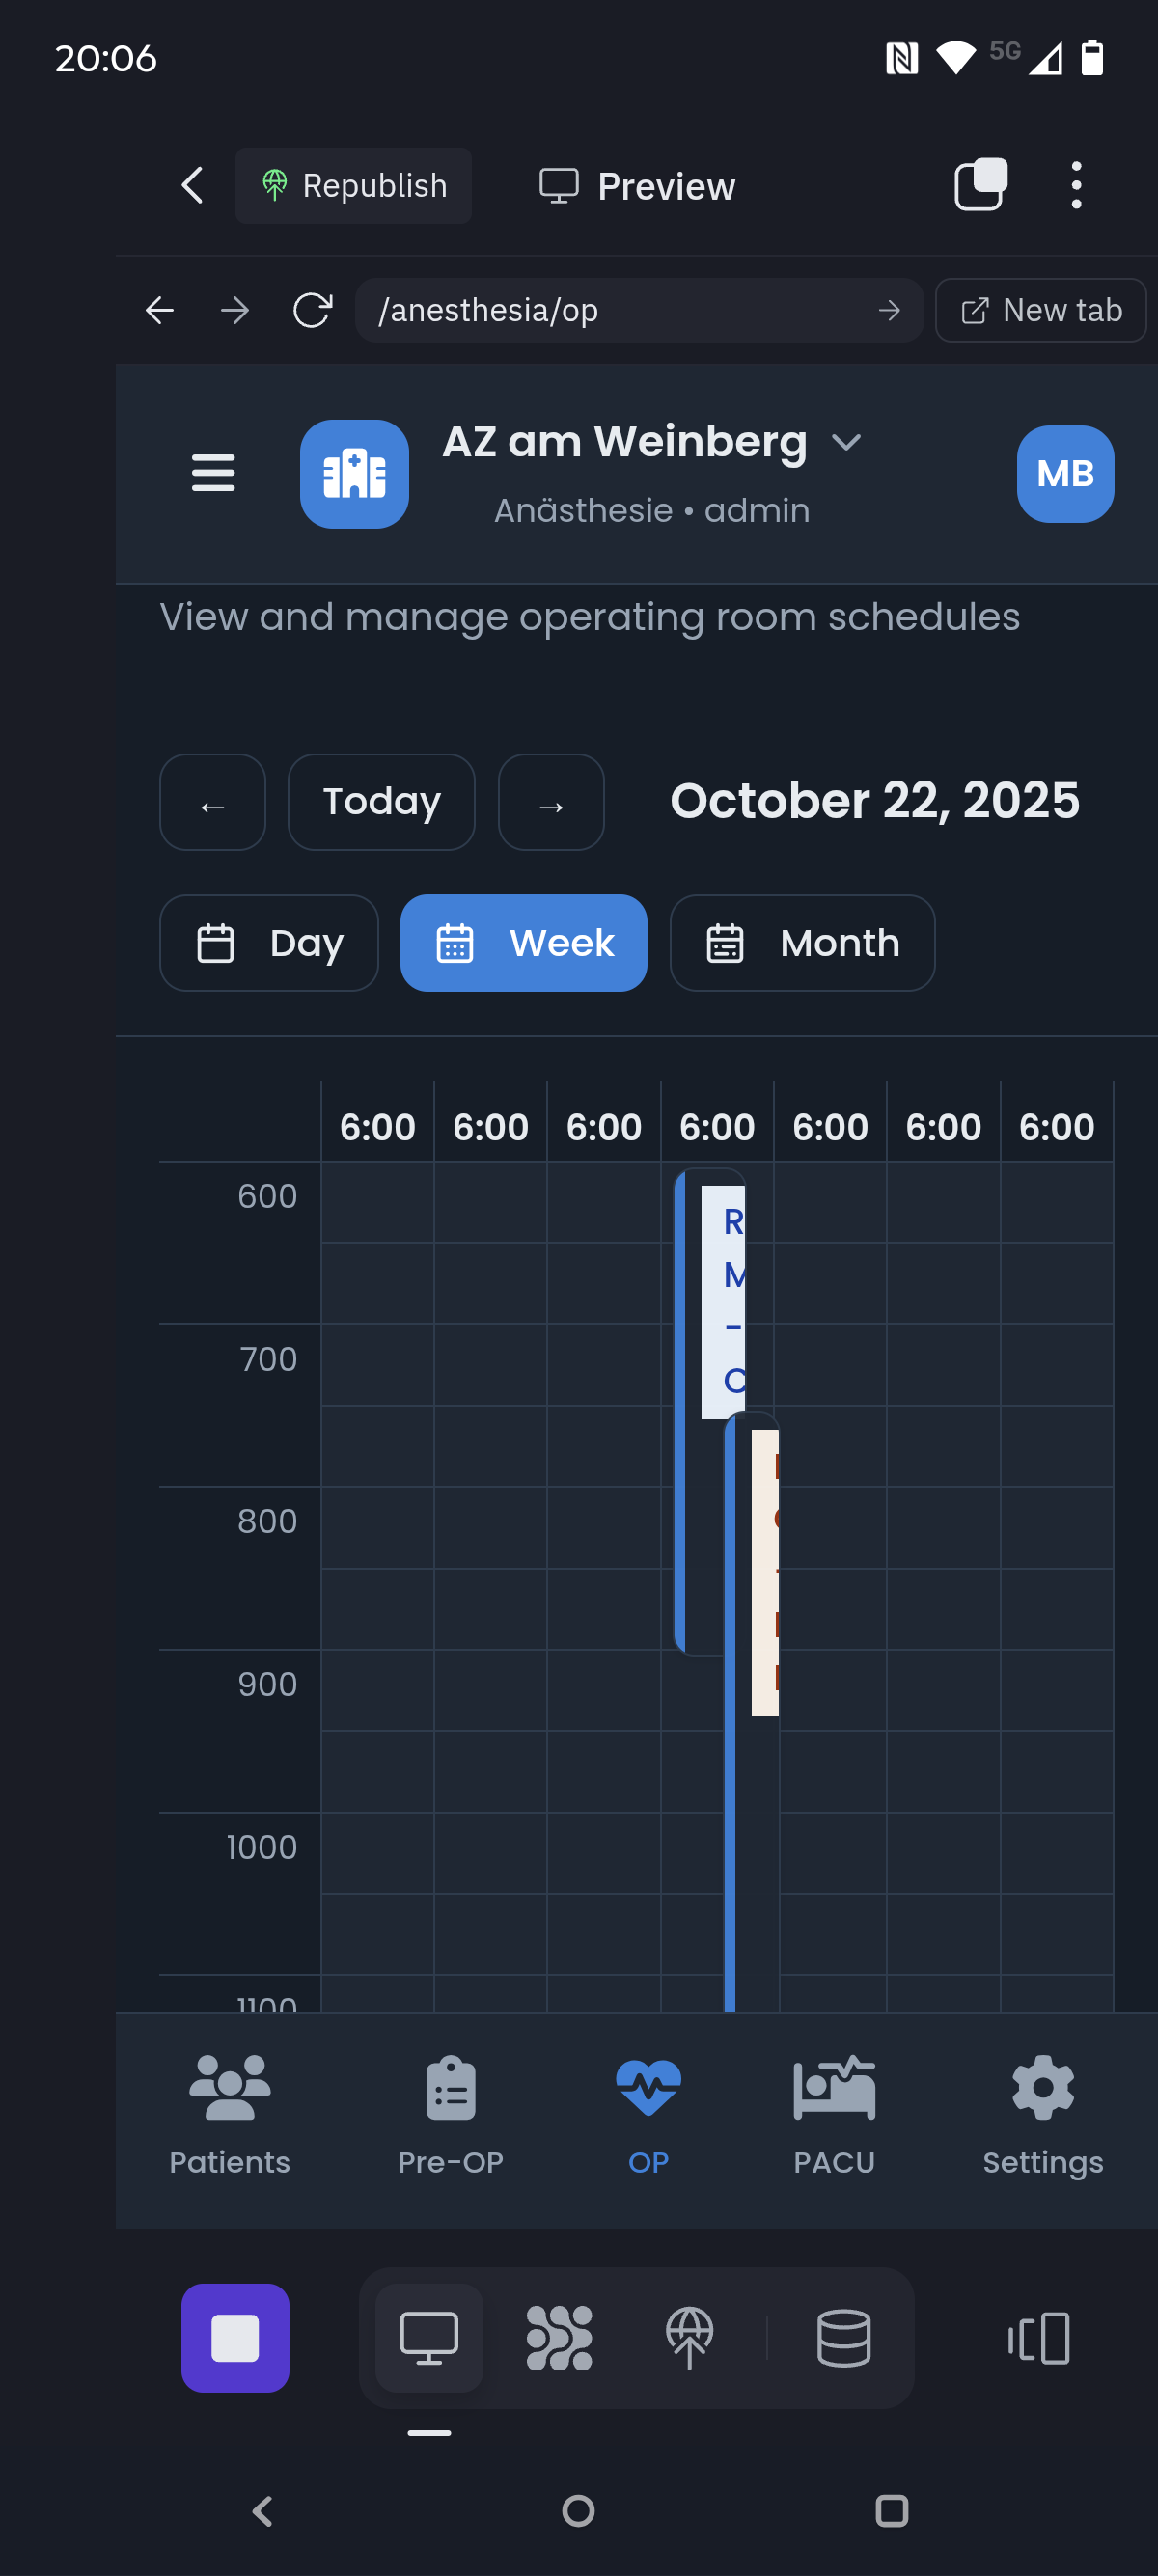 20:06
5G
Republish
Preview
/anesthesia/op
New tab
AZ am Weinberg
Anästhesie • admin
MB
View and manage operating room schedules
←
Today
→
October 22, 2025
Day
Week
Month
6:00 6:00 6:00 6:00 6:00 6:00 6:00
600
R
M
-
700
800
900
1000
1100
Patients
Pre-OP
OP
PACU
Settings